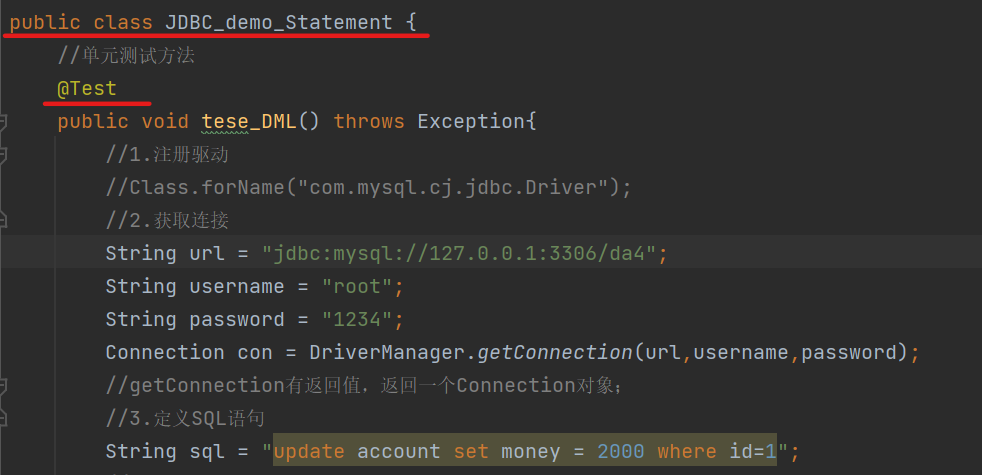 public class JDBC_demo_Statement {
//单元测试方法
@Test
public void tese_DML() throws Exception{
//1.注册驱动
//Class.forName("com.mysql.cj.jdbc.Driver");
//2.获取连接
String url = "jdbc:mysql://127.0.0.1:3306/da4";
String username = "root";
String password = "1234";
Connection con = DriverManager.getConnection(url,username,password);
//getConnection有返回值，返回一个Connection对象；
//3.定义SQL语句
String sql = "update account set money = 2000 where id=1";